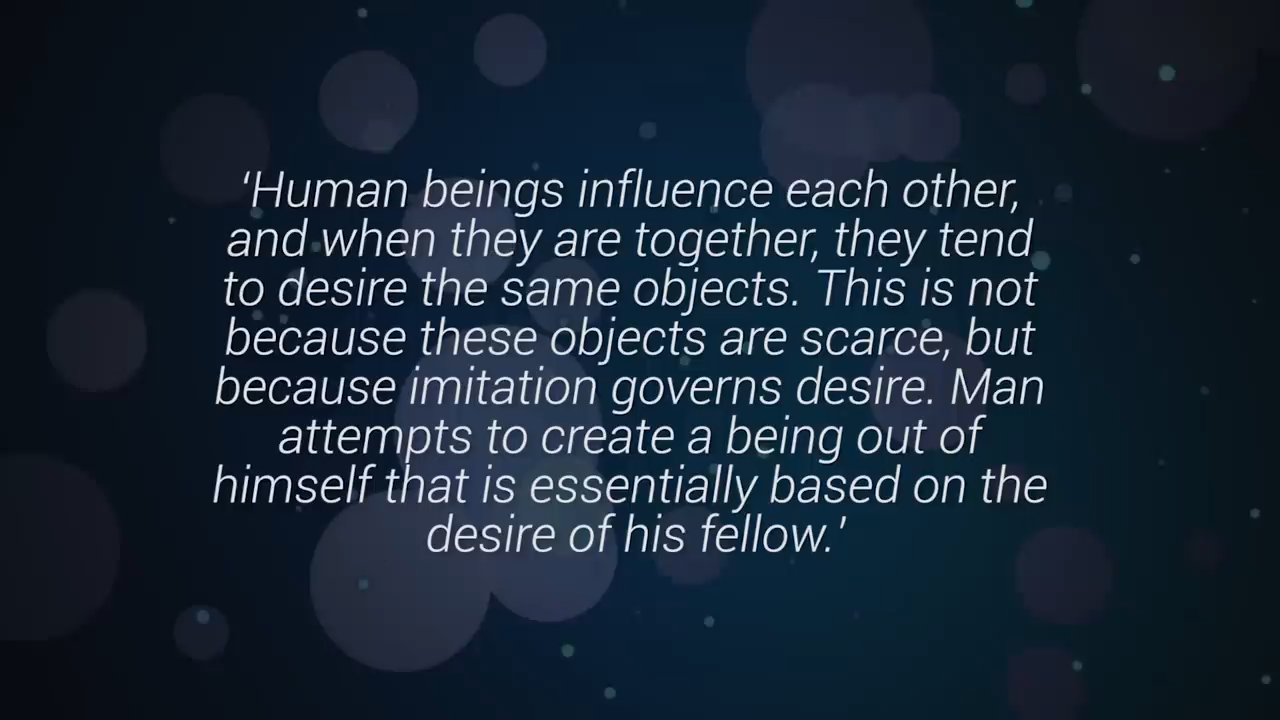 ‘Human beings influence each other,
and when they are together, they tend
to desire the same objects. This is not
because these objects are scarce, but
because imitation governs desire. Man
attempts to create a being out of
himself that is essentially based on the
desire of his fellow.’